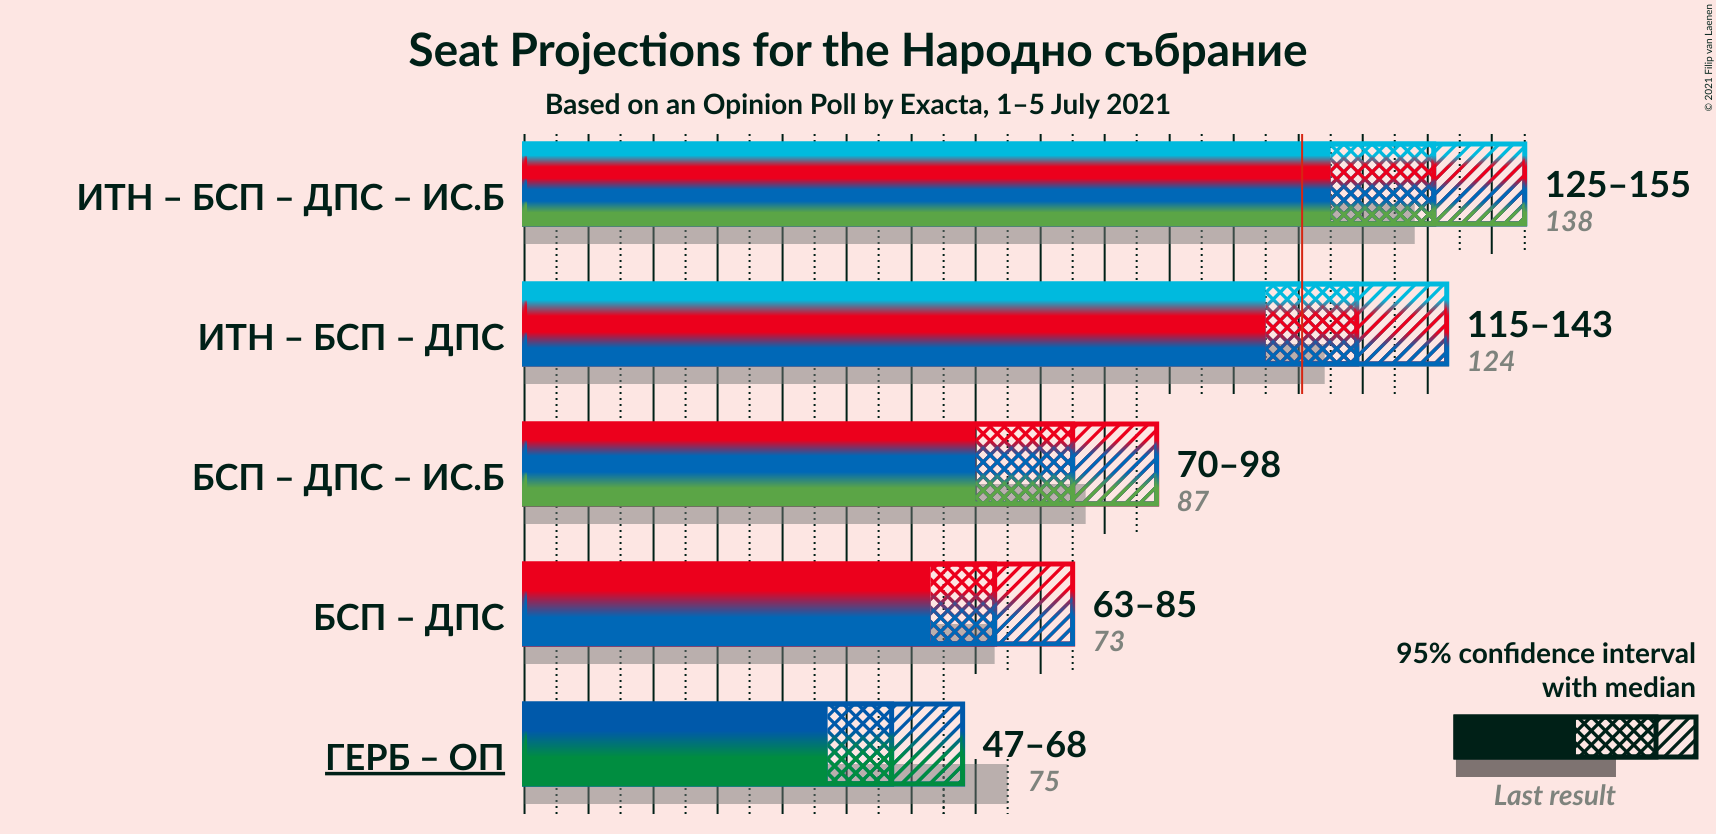 Seat Projections for the Народно събрание
Based on an Opinion Poll by Exacta, 1–5 July 2021
© 2021 Filip van Laenen
ИТН – БСП – ДПС – ИС.Б
125–155
138
ИТН – БСП – ДПС
115–143
124
БСП – ДПС – ИС.Б
70–98
87
БСП – ДПС
63–85
73
ГЕРБ – ОП
47–68
75
95% confidence interval
with median
Last result